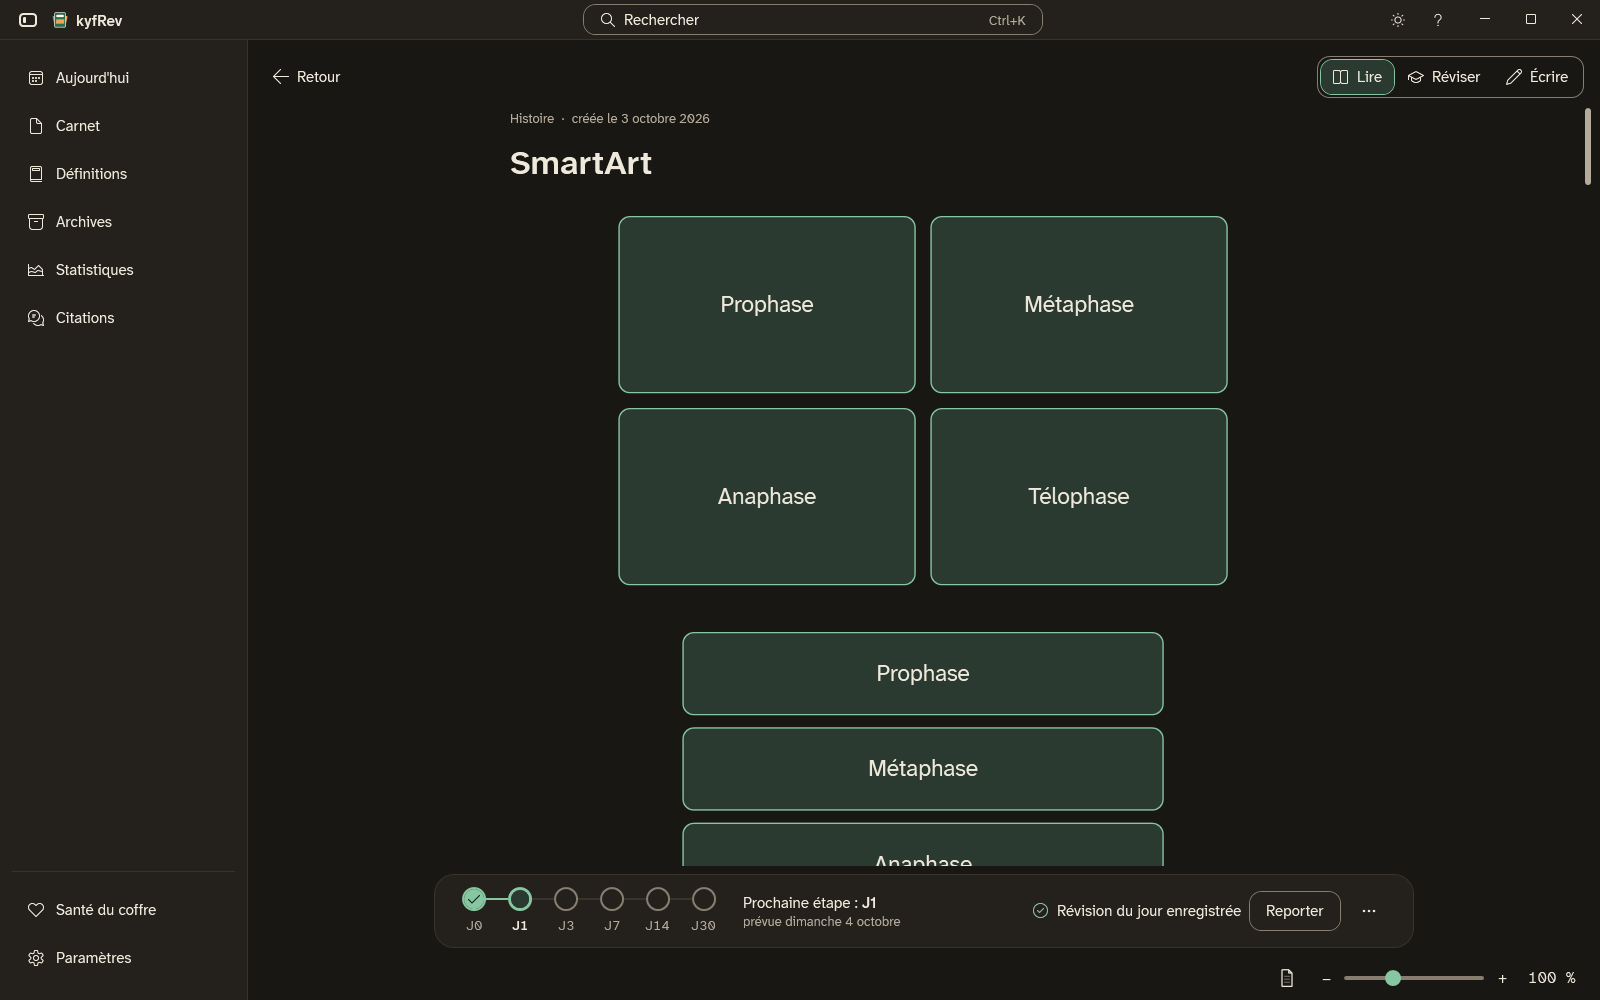 kyfRev
Rechercher
Ctrl+K
?
Aujourd'hui
Carnet
Définitions
Archives
Statistiques
Citations
Santé du coffre
Paramètres
Retour
Lire
Réviser
Écrire
Histoire · créée le 3 octobre 2026
SmartArt
Prophase
Métaphase
Anaphase
Télophase
Prophase
Métaphase
Anaphase
J0
J1
J3
J7
J14
J30
Prochaine étape : J1
prévue dimanche 4 octobre
Révision du jour enregistrée
Reporter
100 %